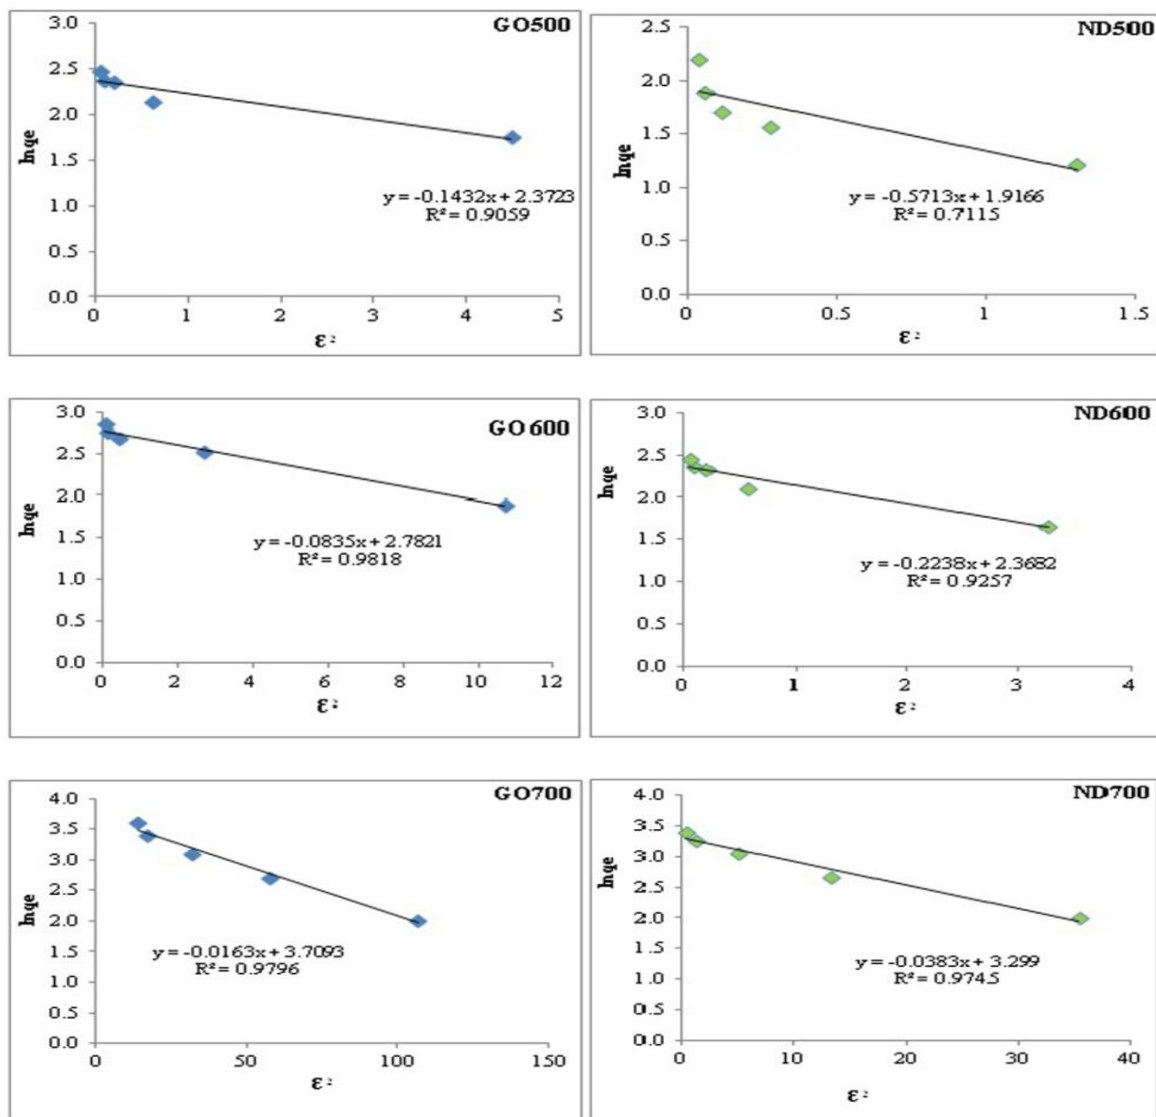 GO500
3.0
2.5
2.0
1.5
1.0
0.5
0.0
lnqe
y = -0.1432x + 2.3723
R² = 0.9059
0 1 2 3 4 5
ε²
ND500
2.5
2.0
1.5
1.0
0.5
0.0
lnqe
y = -0.5713x + 1.9166
R² = 0.7115
0 0.5 1 1.5
ε²
GO 600
3.0
2.5
2.0
1.5
1.0
0.5
0.0
lnqe
y = -0.0835x + 2.7821
R² = 0.9818
0 2 4 6 8 10 12
ε²
ND600
3.0
2.5
2.0
1.5
1.0
0.5
0.0
lnqe
y = -0.2238x + 2.3682
R² = 0.9257
0 1 2 3 4
ε²
GO700
4.0
3.5
3.0
2.5
2.0
1.5
1.0
0.5
0.0
lnqe
y = -0.0163x + 3.7093
R² = 0.9796
0 50 100 150
ε²
ND700
4.0
3.5
3.0
2.5
2.0
1.5
1.0
0.5
0.0
lnqe
y = -0.0383x + 3.299
R² = 0.9745
0 10 20 30 40
ε²